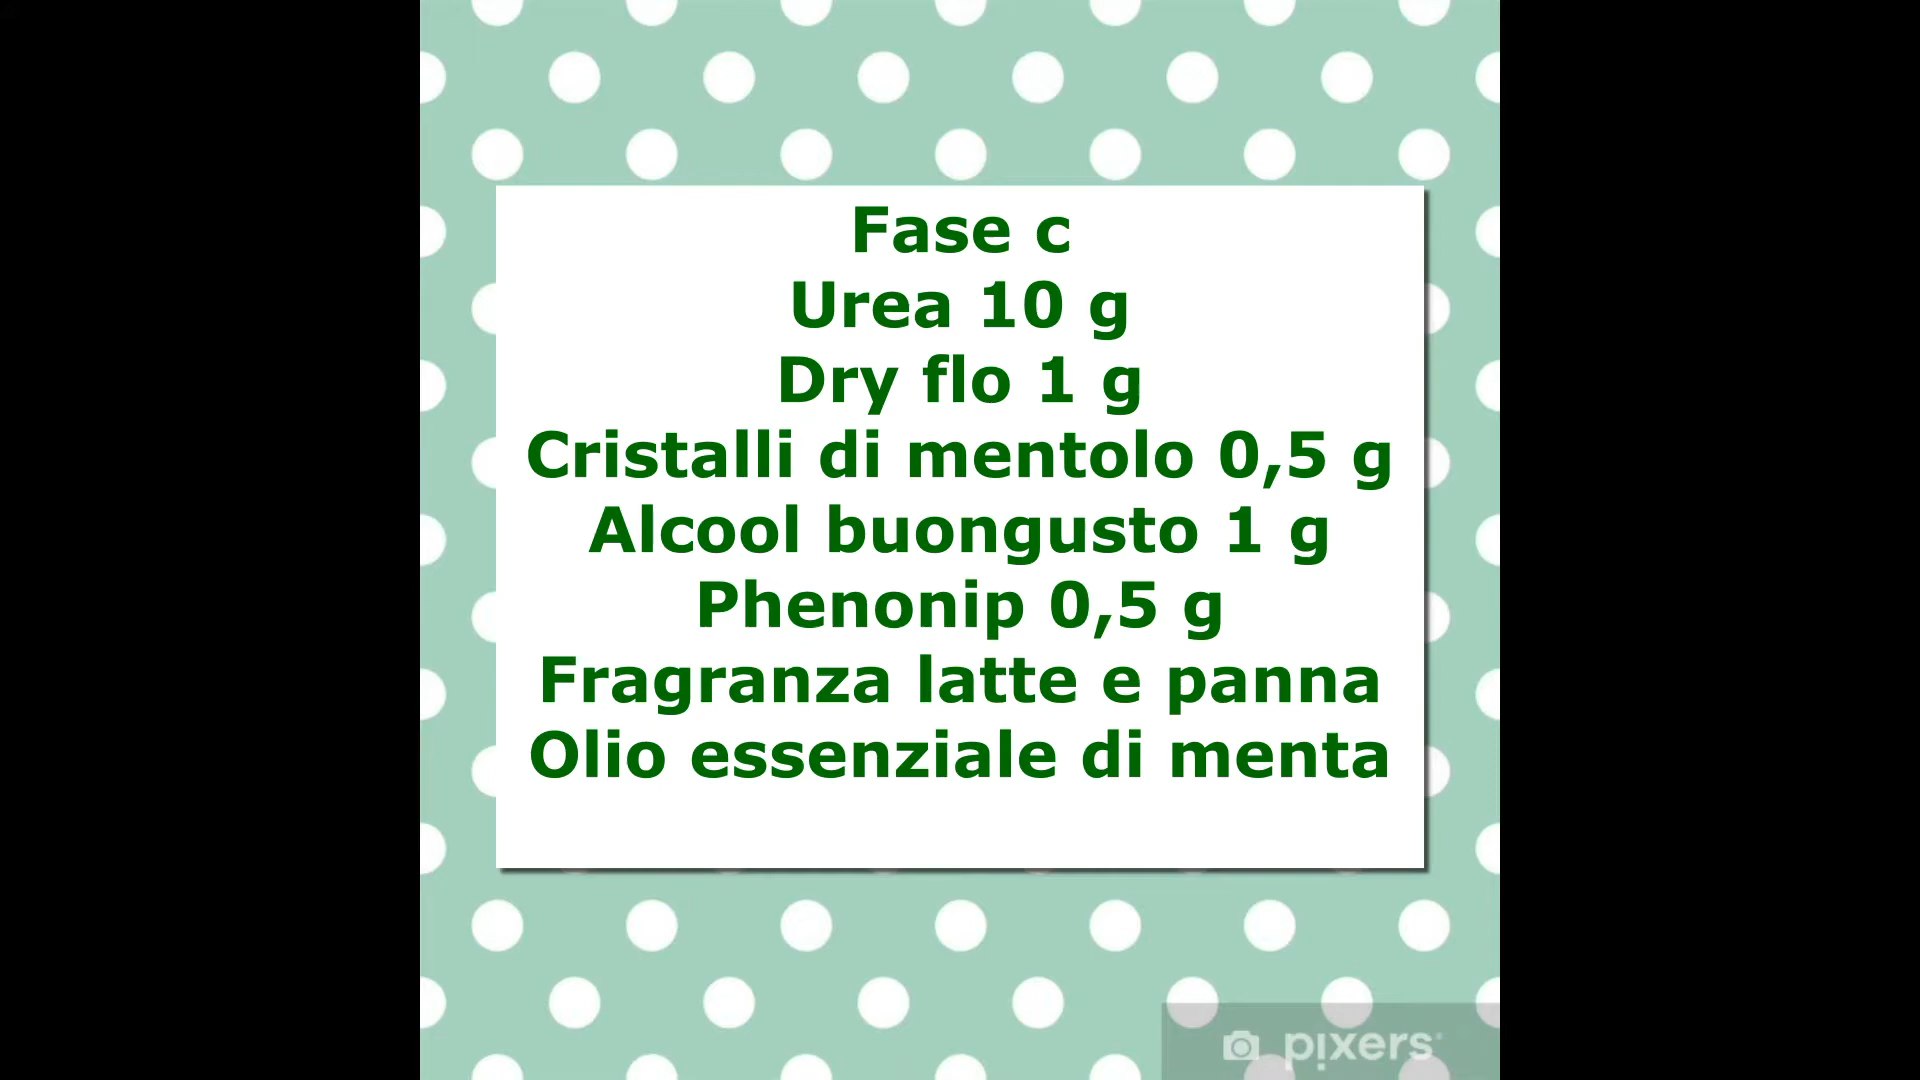 Fase c
Urea 10 g
Dry flo 1 g
Cristalli di mentolo 0,5 g
Alcool buongusto 1 g
Phenonip 0,5 g
Fragranza latte e panna
Olio essenziale di menta
pixers